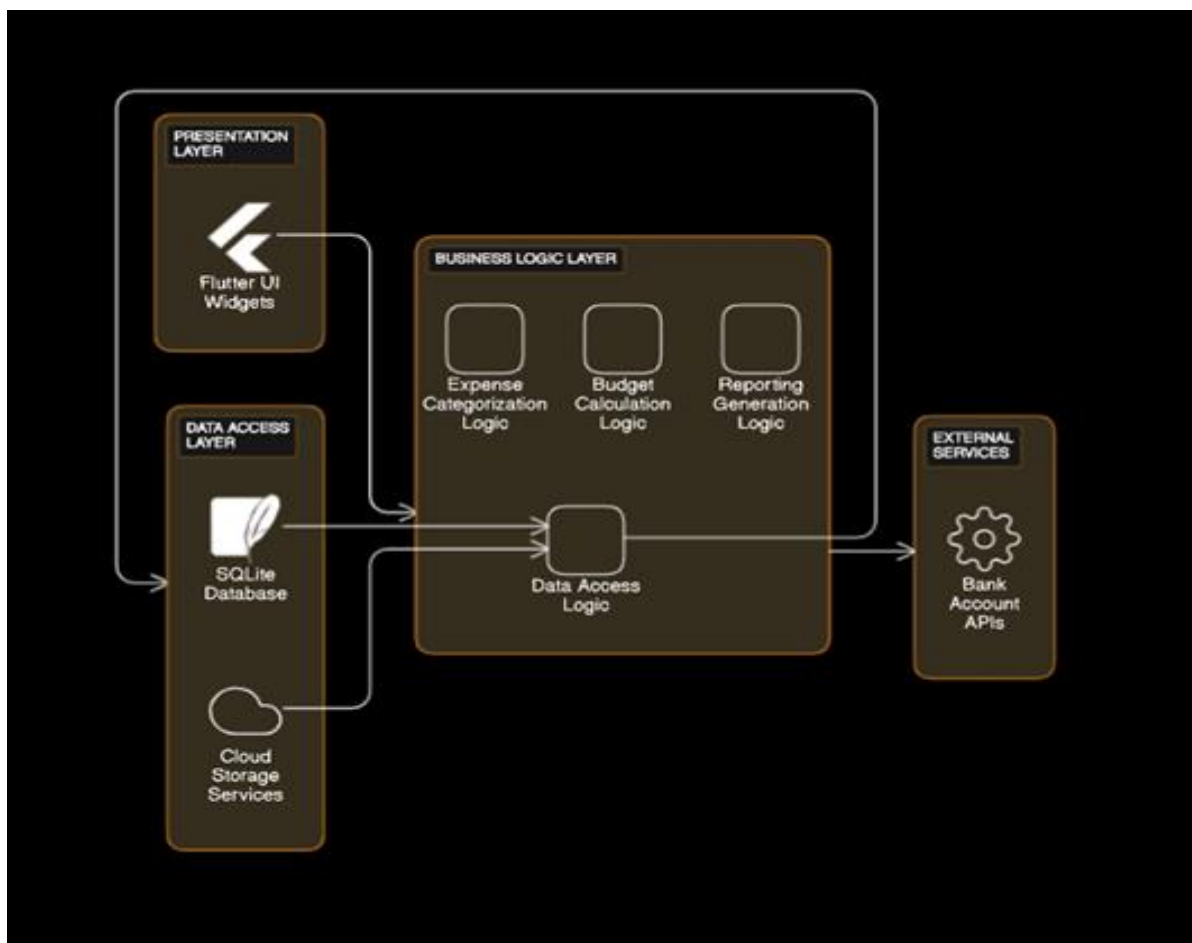 PRESENTATION
LAYER
Flutter UI
Widgets
BUSINESS LOGIC LAYER
Expense
Categorization
Logic
Budget
Calculation
Logic
Reporting
Generation
Logic
DATA ACCESS
LAYER
SQLite
Database
Data Access
Logic
Cloud
Storage
Services
EXTERNAL
SERVICES
Bank
Account
APIs